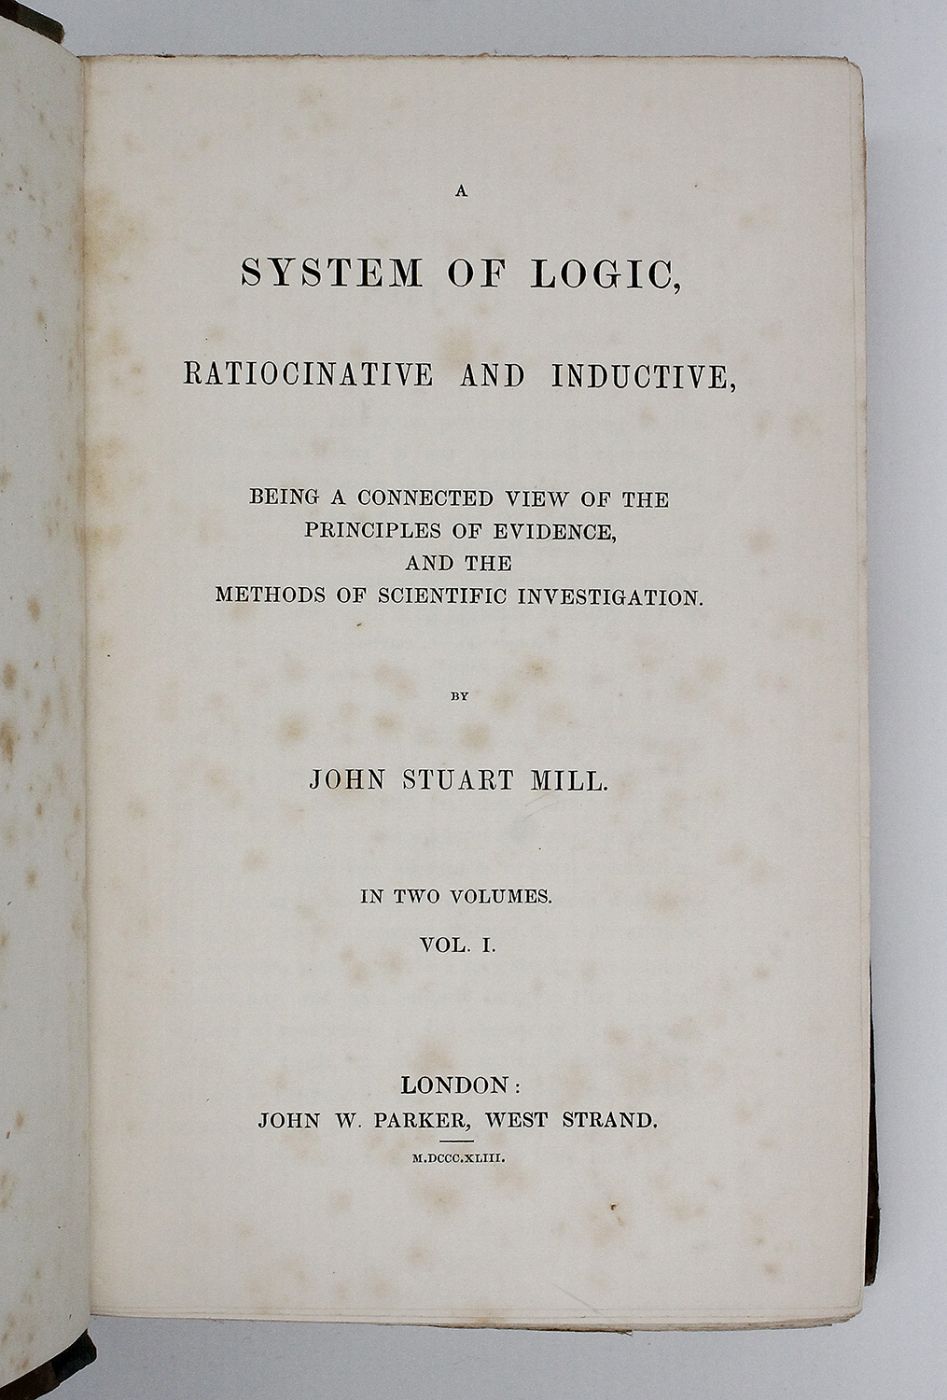 A
SYSTEM OF LOGIC,
RATIOCINATIVE AND INDUCTIVE,
BEING A CONNECTED VIEW OF THE
PRINCIPLES OF EVIDENCE,
AND THE
METHODS OF SCIENTIFIC INVESTIGATION.
BY
JOHN STUART MILL.
IN TWO VOLUMES.
VOL. I.
LONDON:
JOHN W. PARKER, WEST STRAND.
M.DCCC.XLIII.